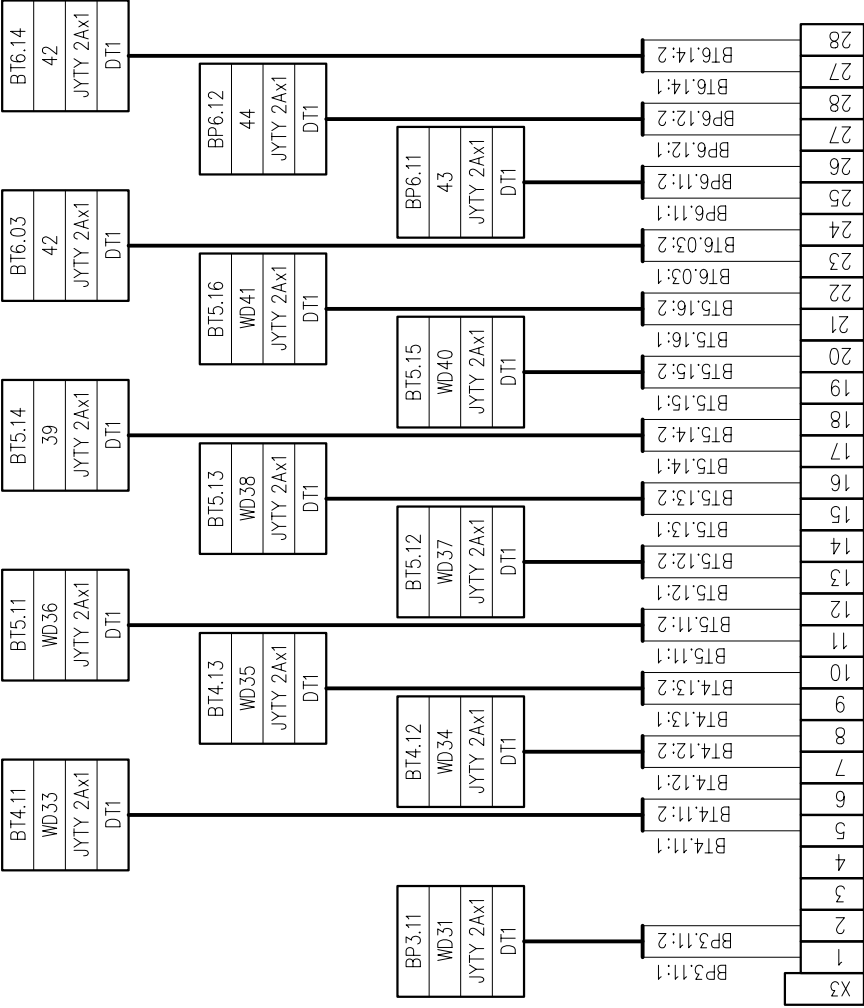 BT6.14
42
JYTY 2Ax1
DT1
BP6.12
44
JYTY 2Ax1
DT1
BP6.11
43
JYTY 2Ax1
DT1
BT6.03
42
JYTY 2Ax1
DT1
BT5.16
WD41
JYTY 2Ax1
DT1
BT5.15
WD40
JYTY 2Ax1
DT1
BT5.14
39
JYTY 2Ax1
DT1
BT5.13
WD38
JYTY 2Ax1
DT1
BT5.12
WD37
JYTY 2Ax1
DT1
BT5.11
WD36
JYTY 2Ax1
DT1
BT4.13
WD35
JYTY 2Ax1
DT1
BT4.12
WD34
JYTY 2Ax1
DT1
BT4.11
WD33
JYTY 2Ax1
DT1
BP3.11
WD31
JYTY 2Ax1
DT1
BT6.14:2
BT6.14:1
BP6.12:2
BP6.12:1
BP6.11:2
BP6.11:1
BT6.03:2
BT6.03:1
BT5.16:2
BT5.16:1
BT5.15:2
BT5.15:1
BT5.14:2
BT5.14:1
BT5.13:2
BT5.13:1
BT5.12:2
BT5.12:1
BT5.11:2
BT5.11:1
BT4.13:2
BT4.13:1
BT4.12:2
BT4.12:1
BT4.11:2
BT4.11:1
BP3.11:2
BP3.11:1
28
27
28
27
26
25
24
23
22
21
20
19
18
17
16
15
14
13
12
11
10
9
8
7
6
5
4
3
2
1
X3